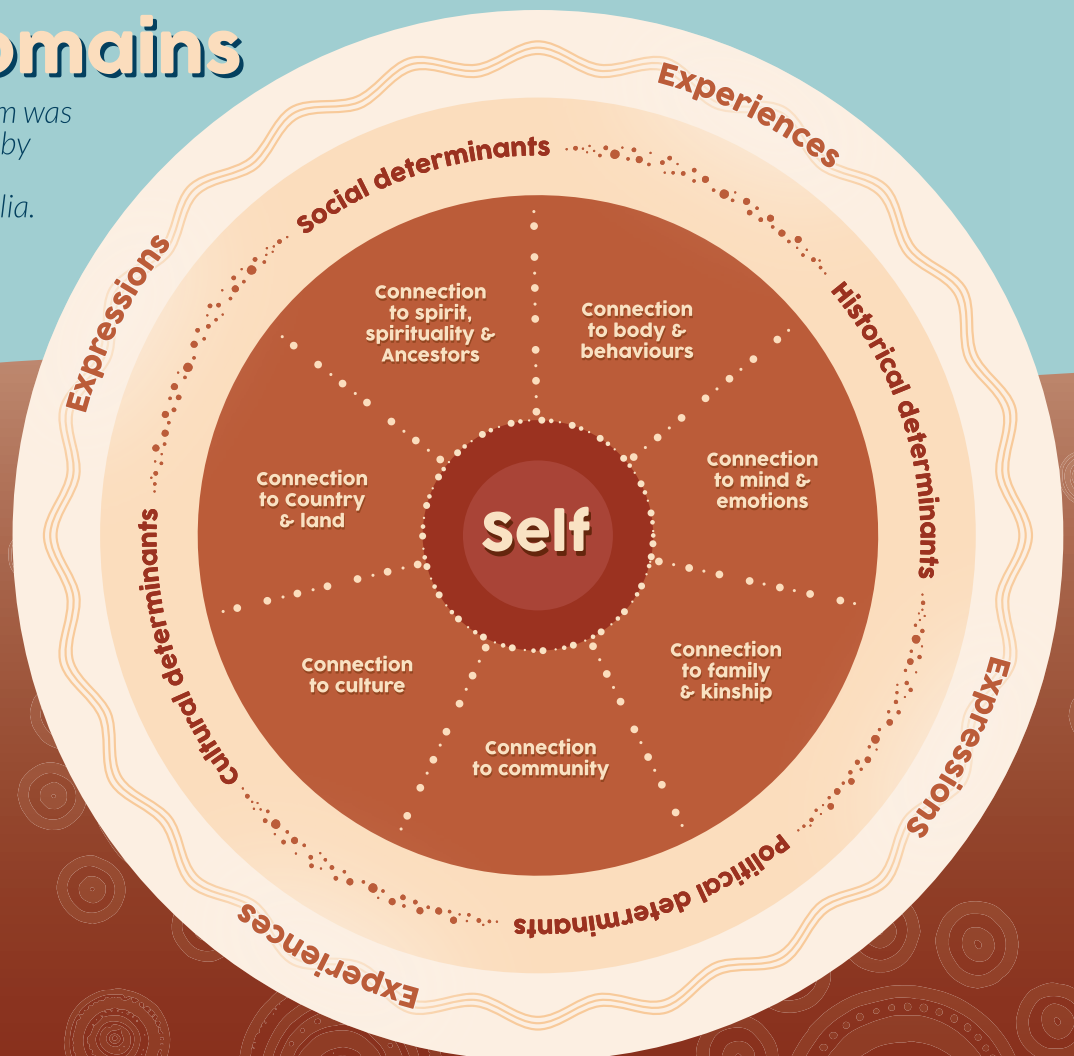 omains
m was
by
lia.
Experiences
Social determinants
Historical determinants
Expressions
Connection
to spirit,
spirituality &
Ancestors
Connection
to body &
behaviours
Connection
to Country
& land
Self
Connection
to mind &
emotions
Connection
to culture
Connection
to family
& kinship
Connection
to community
Cultural determinants
Political determinants
Expressions
Experiences